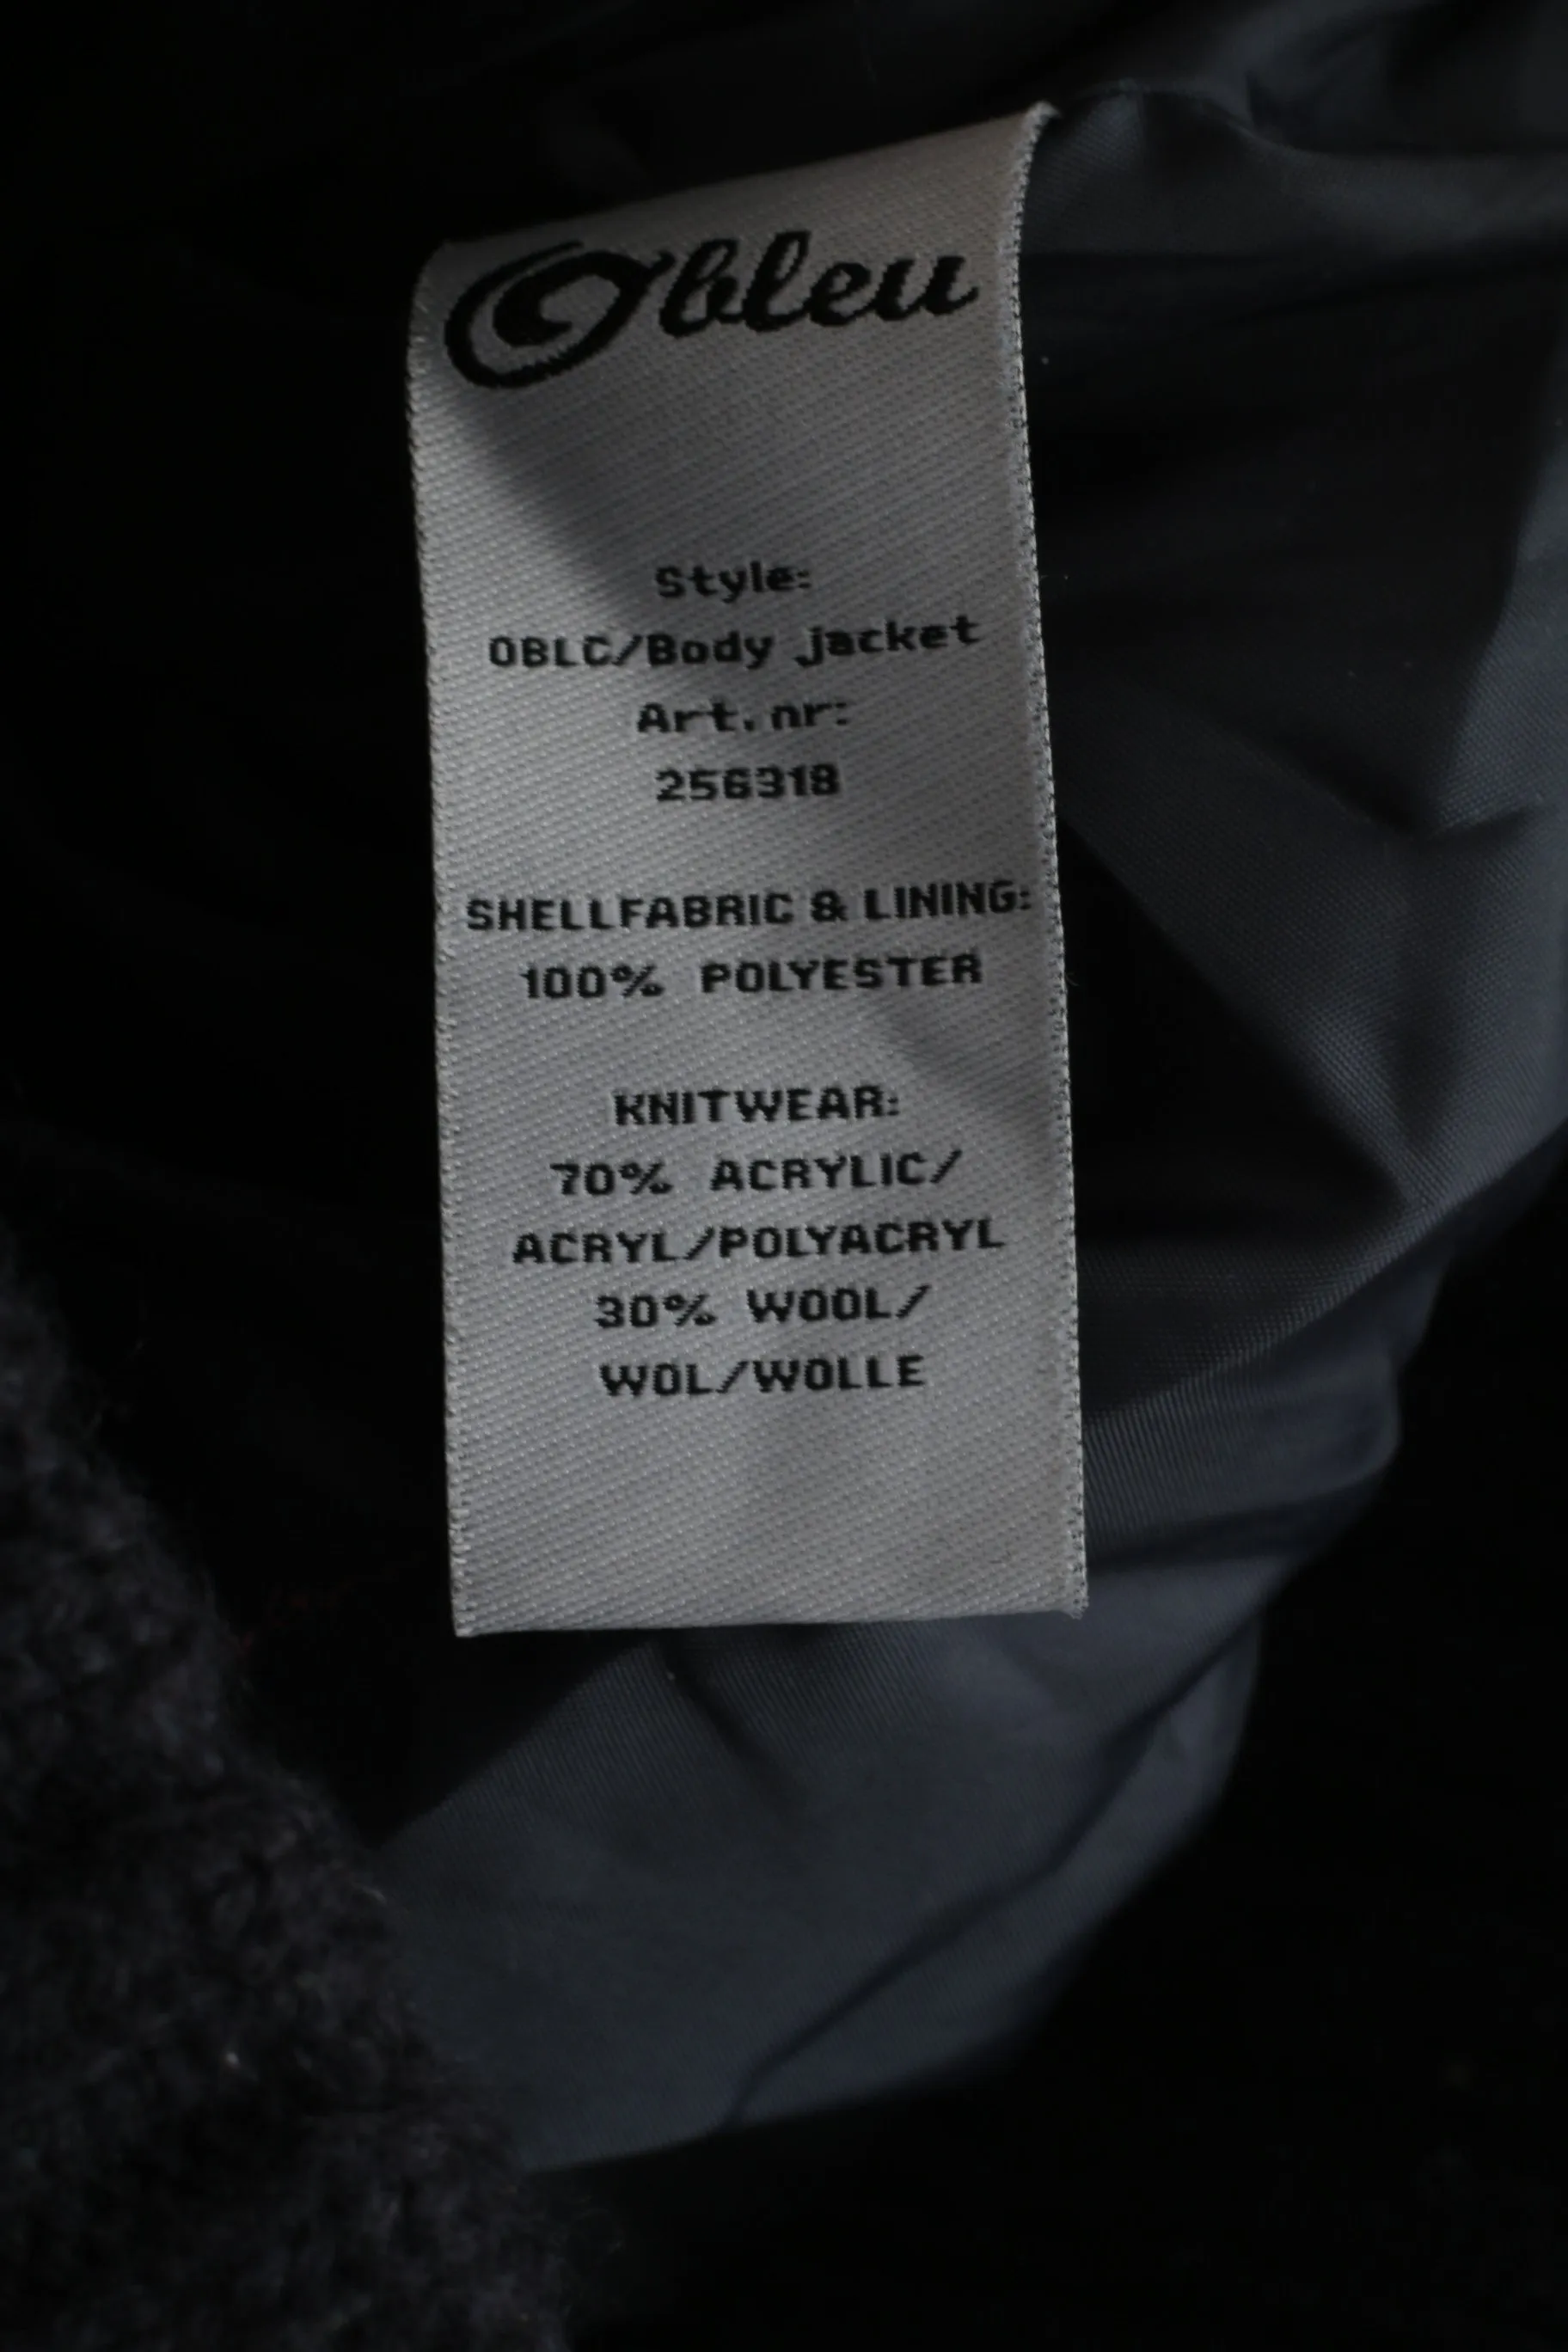 Obleu
Style:
OBLC/Body jacket
Art.nr:
256318
SHELLFABRIC & LINING:
100% POLYESTER
KNITWEAR:
70% ACRYLIC/
ACRYL/POLYACRYL
30% WOOL/
WOL/WOLLE